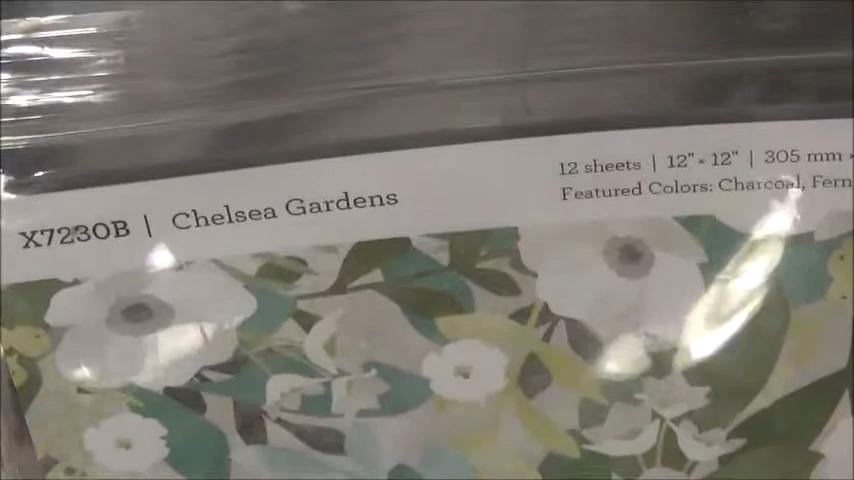 X7230B | Chelsea Gardens
12 sheets | 12" × 12" | 305 mm ×
Featured Colors: Charcoal, Fern